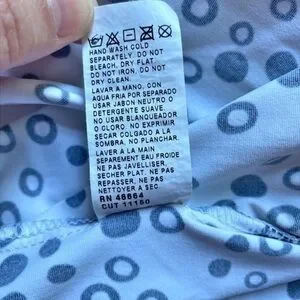 HAND WASH COLD
SEPARATELY. DO NOT
BLEACH, DRY FLAT.
DO NOT IRON, DO NOT
DRY CLEAN.
LAVAR A MANO, CON
AQUA FRIA POR SEPARADO
USAR JABON NEUTRO O
DETERGENTE SUAVE.
NO USAR BLANQUEADOR
O CLORO. NO EXPRIMIR
SECAR COLGADO A LA
SOMBRA. NO PLANCHAR.
LAVER A LA MAIN
SEPAREMENT EAU FROIDE
NE PAS JAVELLISER,
SECHER PLAT. NE PAS
REPASSER, NE PAS
NETTOYER A SEC
RN 46664
CUT 11150